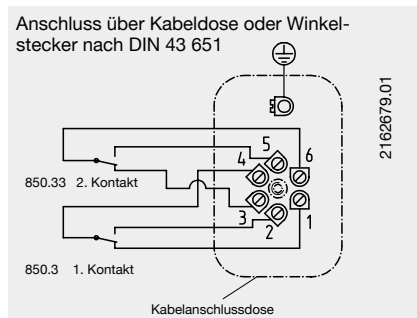 Anschluss über Kabeldose oder Winkel-
stecker nach DIN 43 651
2162679.01
5
4
6
850.33 2. Kontakt
3
2
1
850.3 1. Kontakt
Kabelanschlussdose